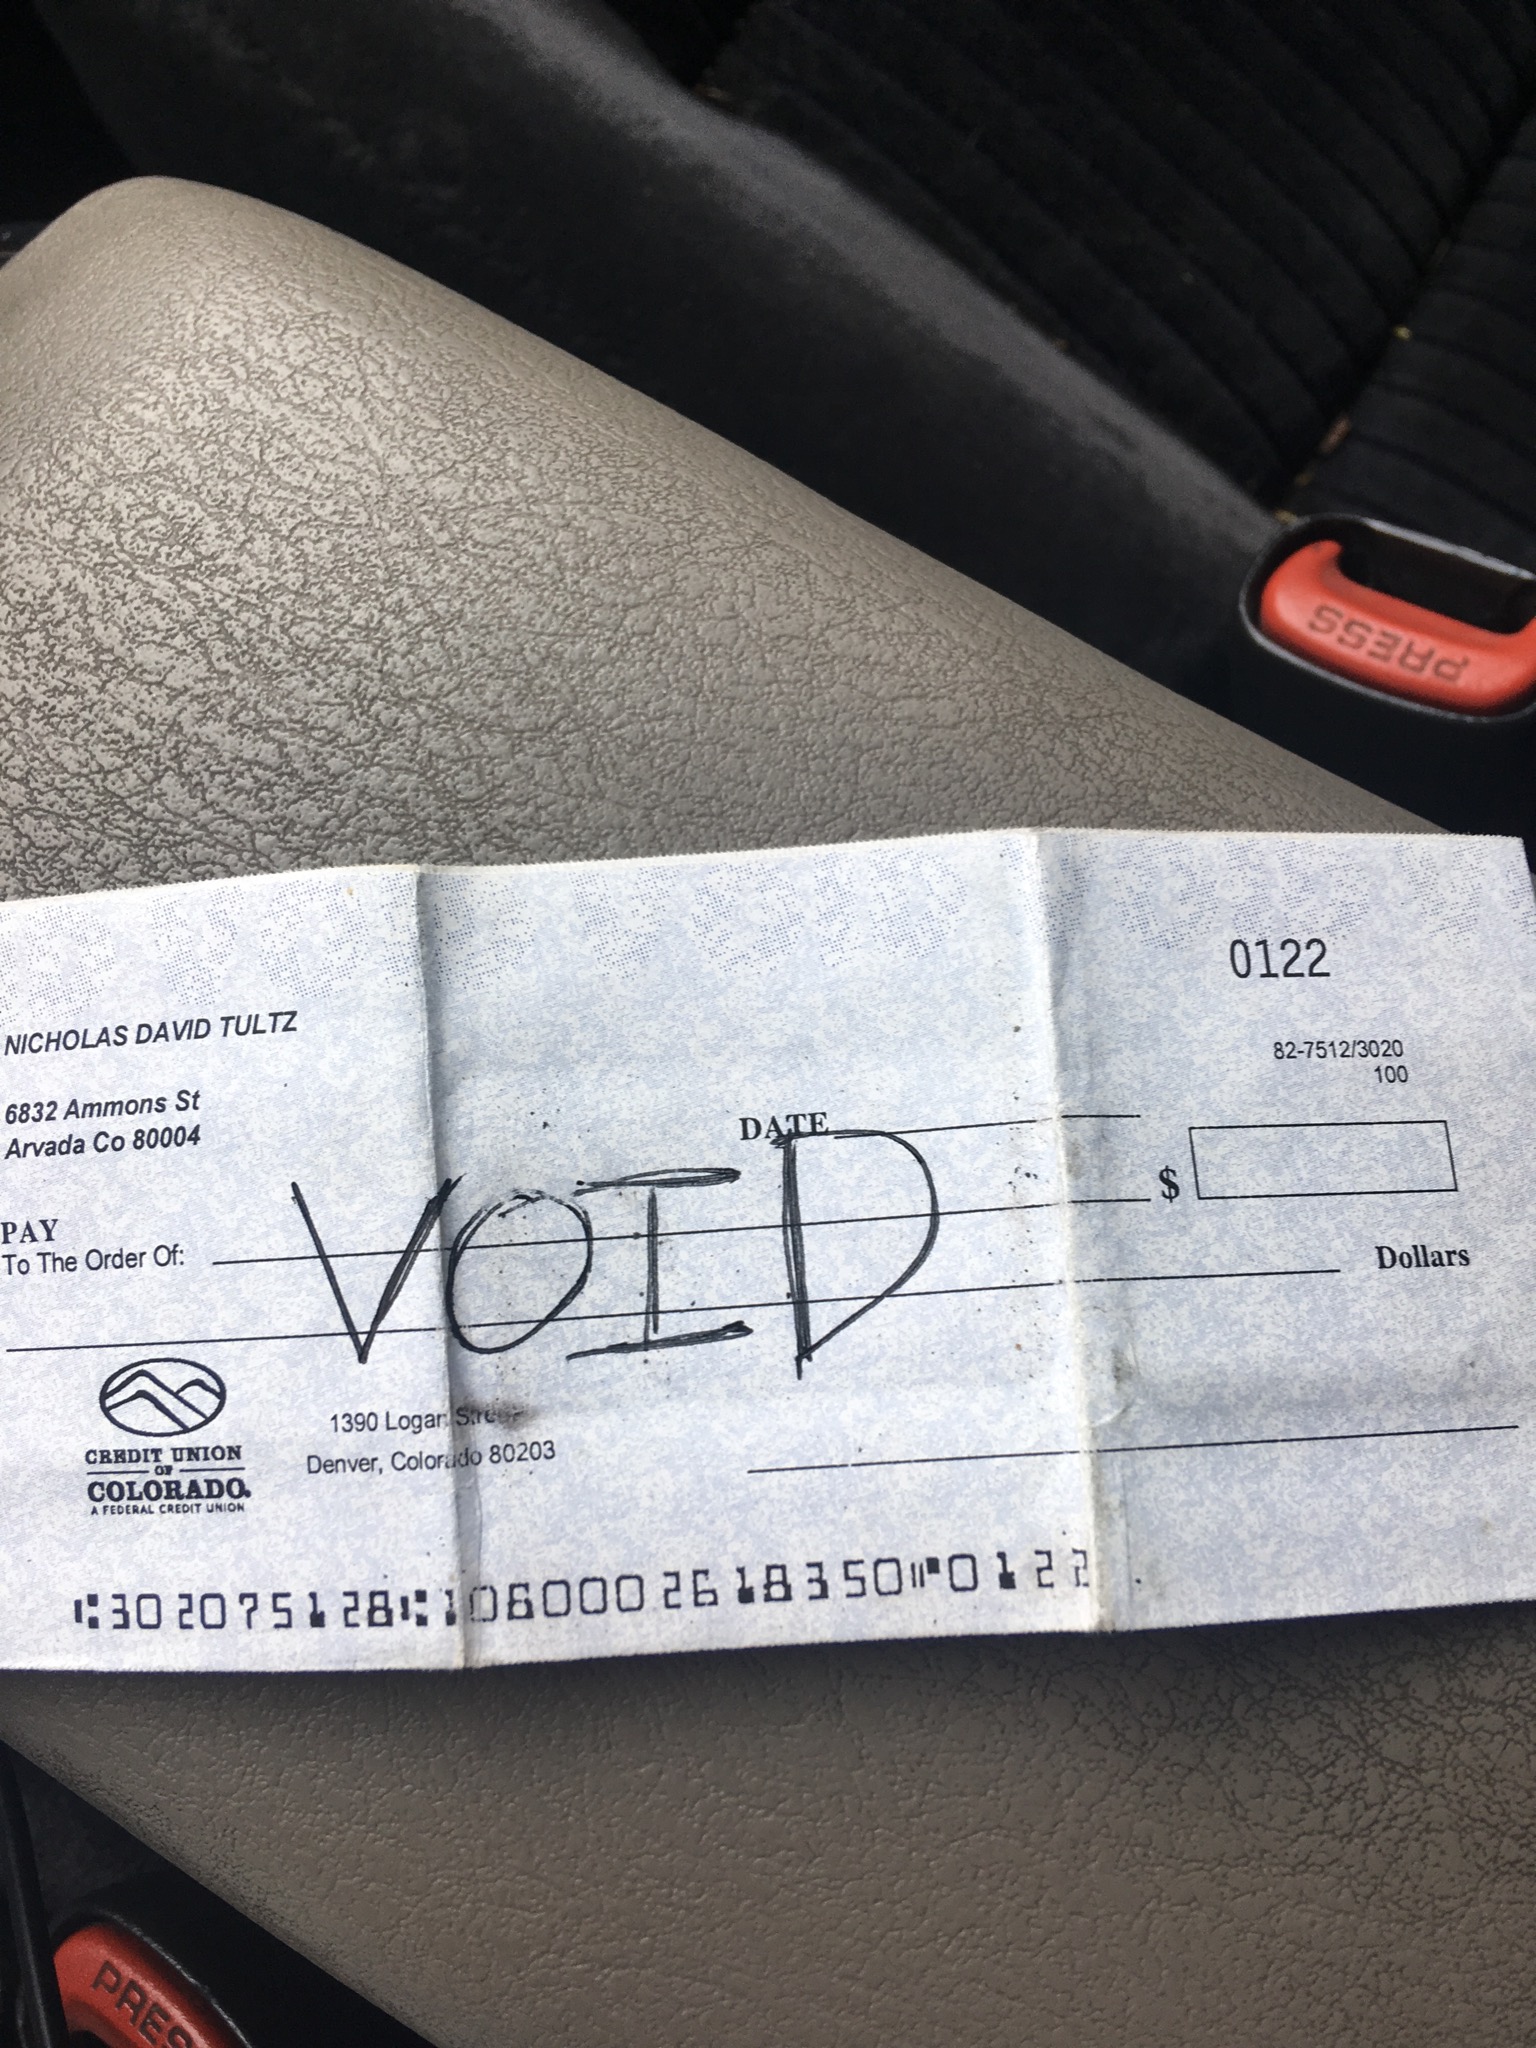 PRESS
0122
NICHOLAS DAVID TULTZ
82-7512/3020
100
6832 Ammons St
Arvada Co 80004
DATE
$
PAY
To The Order Of:
VOID
Dollars
1390 Logan Street
Denver, Colorado 80203
CREDIT UNION
OF
COLORADO.
A FEDERAL CREDIT UNION
⑆302075128⑆1060002618350⑈0122
PRESS